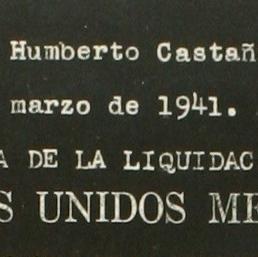 Humberto Castañ
marzo de 1941.
A DE LA LIQUIDAC
S UNIDOS ME